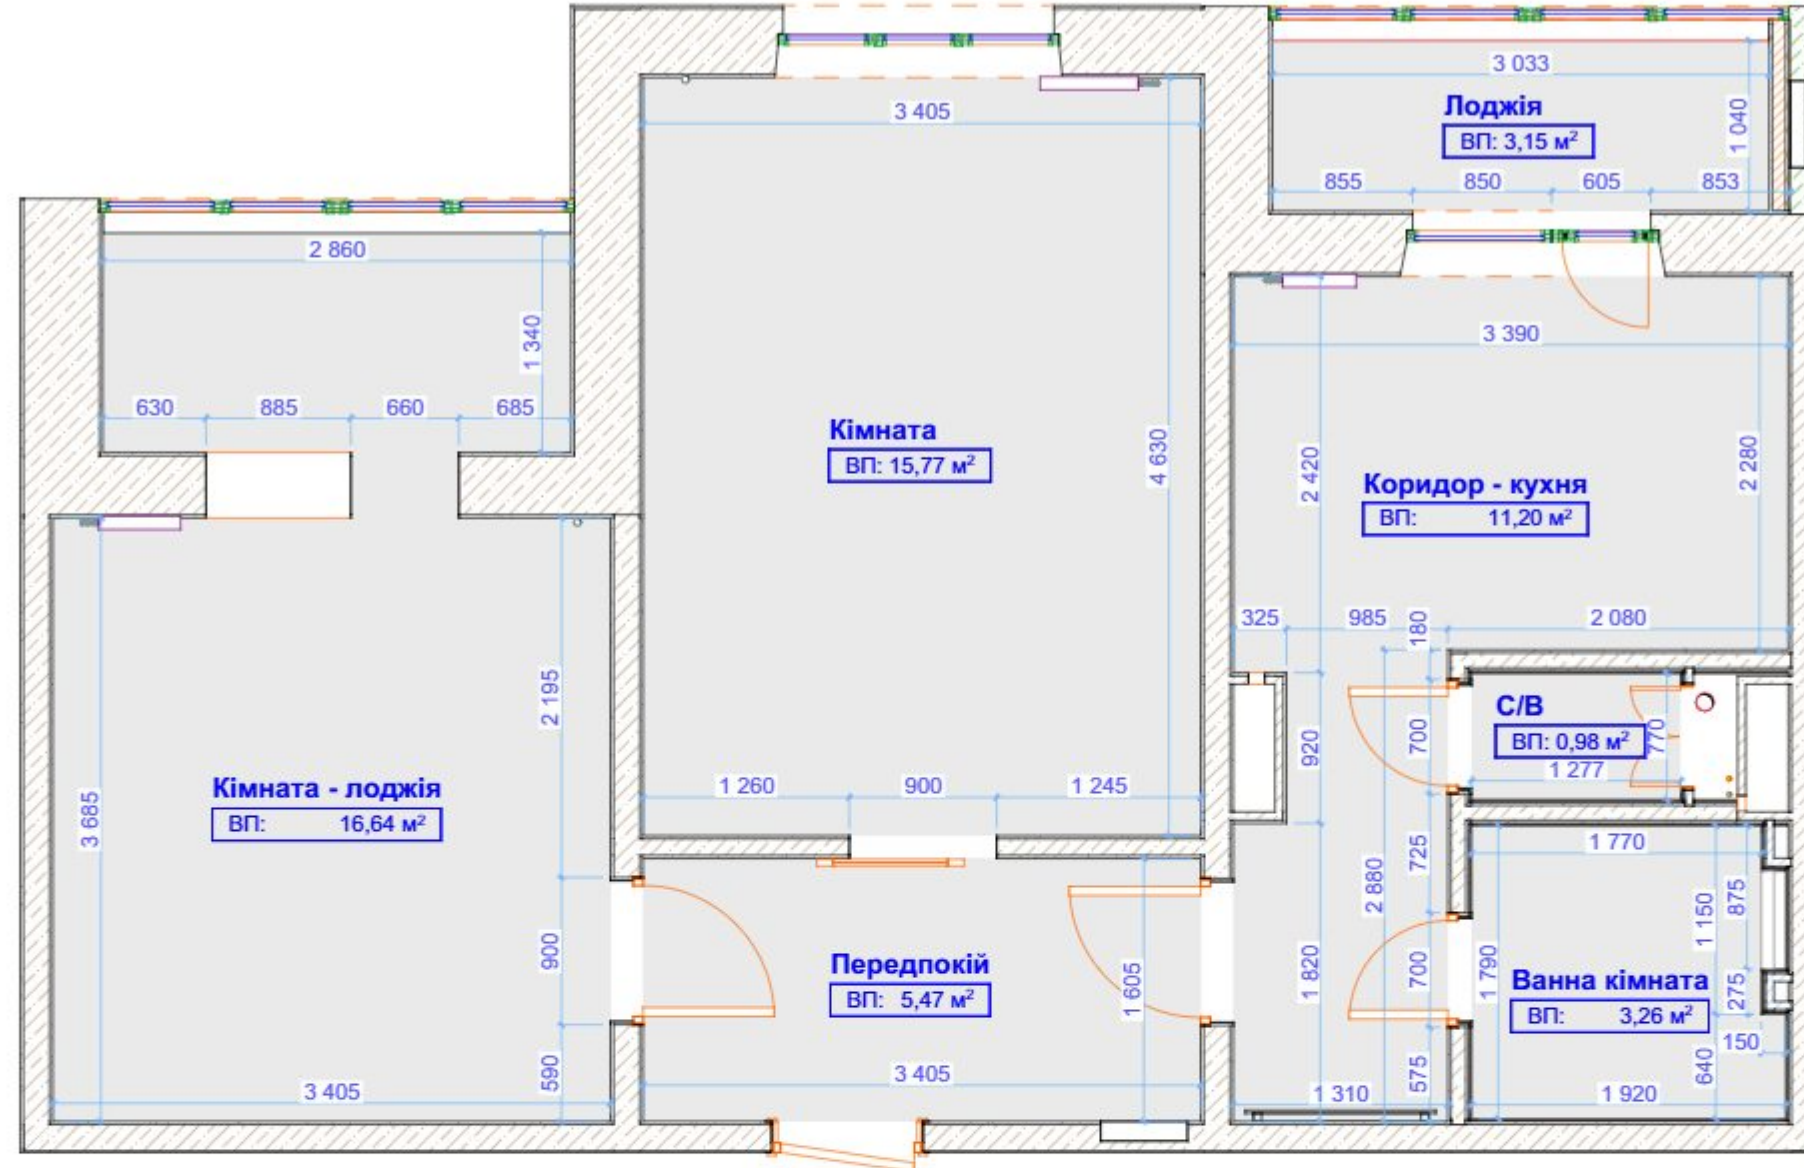 3 033
Лоджія
ВП: 3,15 м²
1 040
855 850 605 853
3 405
2 860
1 340
630 885 660 685
3 390
Кімната
ВП: 15,77 м²
4 630
2 420
2 280
Коридор - кухня
ВП: 11,20 м²
325 985 180 2 080
2 195
С/В
ВП: 0,98 м²
770
1 277
920
700
1 260 900 1 245
Кімната - лоджія
ВП: 16,64 м²
3 685
1 770
725
2 880
875
1 150
Передпокій
ВП: 5,47 м²
900
1 605
1 820
700
1 790
Ванна кімната
ВП: 3,26 м²
275
150
640
590
3 405
3 405
1 310
575
1 920